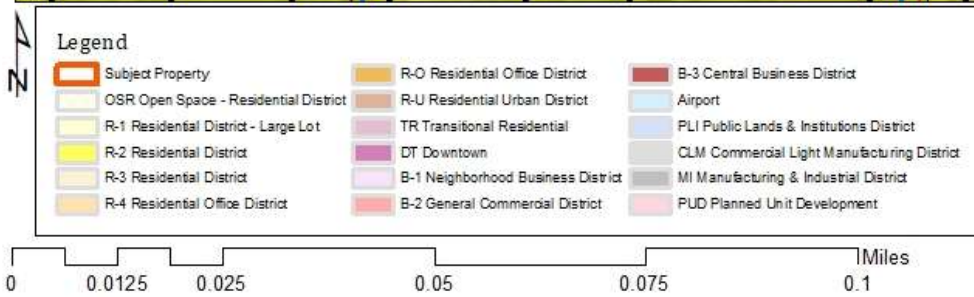 N
Legend
Subject Property
OSR Open Space - Residential District
R-1 Residential District - Large Lot
R-2 Residential District
R-3 Residential District
R-4 Residential Office District
R-O Residential Office District
R-U Residential Urban District
TR Transitional Residential
DT Downtown
B-1 Neighborhood Business District
B-2 General Commercial District
B-3 Central Business District
Airport
PLI Public Lands & Institutions District
CLM Commercial Light Manufacturing District
MI Manufacturing & Industrial District
PUD Planned Unit Development
Miles
0 0.0125 0.025 0.05 0.075 0.1